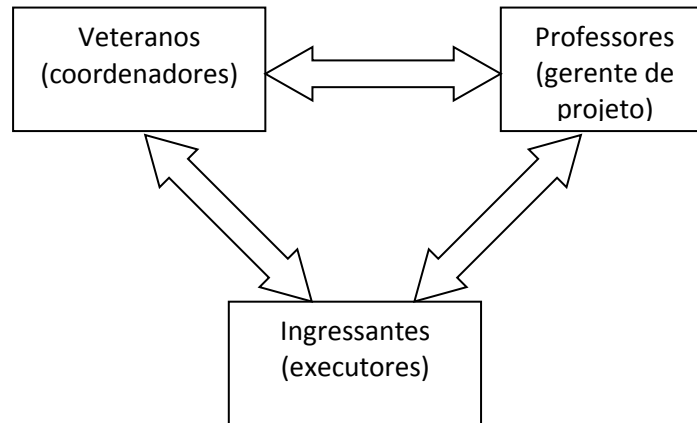 Veteranos
(coordenadores)
Professores
(gerente de
projeto)
Ingressantes
(executores)